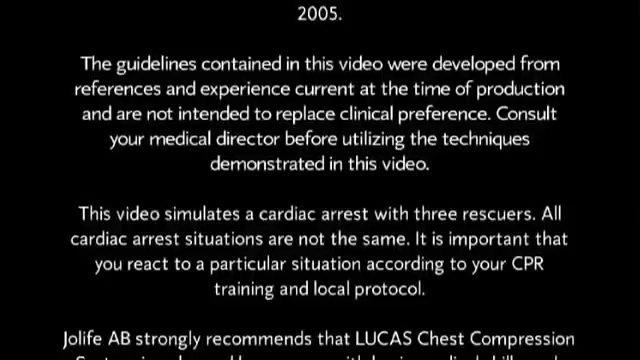 2005.
The guidelines contained in this video were developed from
references and experience current at the time of production
and are not intended to replace clinical preference. Consult
your medical director before utilizing the techniques
demonstrated in this video.
This video simulates a cardiac arrest with three rescuers. All
cardiac arrest situations are not the same. It is important that
you react to a particular situation according to your CPR
training and local protocol.
Jolife AB strongly recommends that LUCAS Chest Compression